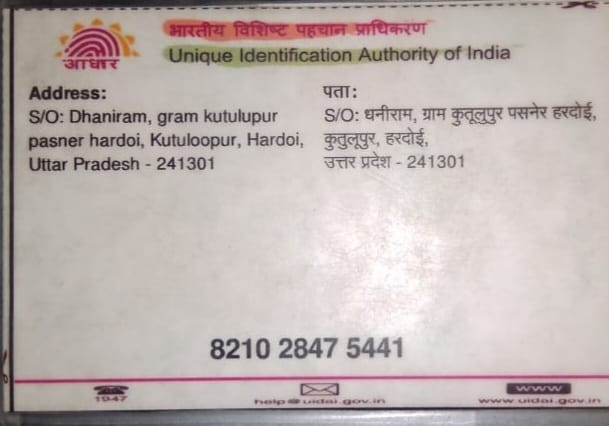 भारतीय विशिष्ट पहचान प्राधिकरण
Unique Identification Authority of India
आधार
Address:
S/O: Dhaniram, gram kutulupur
pasner hardoi, Kutuloopur, Hardoi,
Uttar Pradesh - 241301
पता:
S/O: धनीराम, ग्राम कुतूलुपुर पसनेर हरदोई,
कुतुलूपुर, हरदोई,
उत्तर प्रदेश - 241301
8210 2847 5441
1947
help@uidai.gov.in
www
www.uidai.gov.in